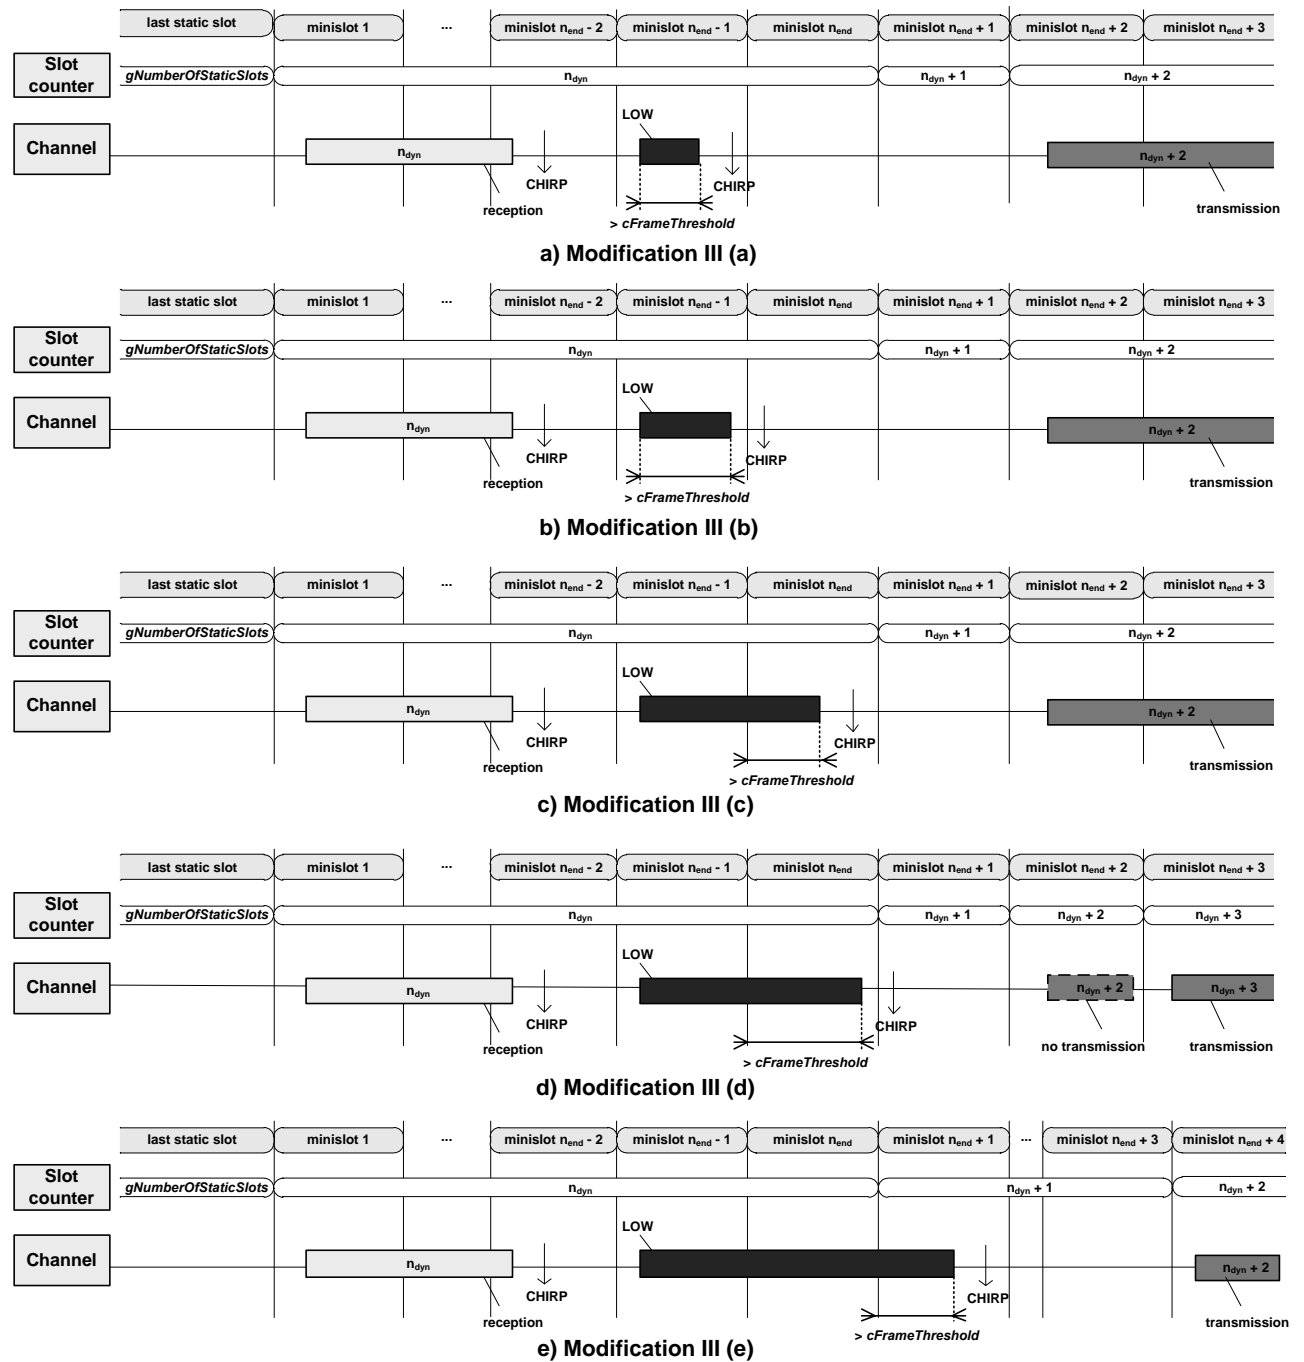 last static slot minislot 1 ... minislot nend - 2 minislot nend - 1 minislot nend minislot nend + 1 minislot nend + 2 minislot nend + 3
Slot counter gNumberOfStaticSlots ndyn ndyn + 1 ndyn + 2
LOW
Channel ndyn ndyn + 2
CHIRP CHIRP
reception transmission
> cFrameThreshold
a) Modification III (a)
last static slot minislot 1 ... minislot nend - 2 minislot nend - 1 minislot nend minislot nend + 1 minislot nend + 2 minislot nend + 3
Slot counter gNumberOfStaticSlots ndyn ndyn + 1 ndyn + 2
LOW
Channel ndyn ndyn + 2
CHIRP CHIRP
reception transmission
> cFrameThreshold
b) Modification III (b)
last static slot minislot 1 ... minislot nend - 2 minislot nend - 1 minislot nend minislot nend + 1 minislot nend + 2 minislot nend + 3
Slot counter gNumberOfStaticSlots ndyn ndyn + 1 ndyn + 2
LOW
Channel ndyn ndyn + 2
CHIRP CHIRP
reception transmission
> cFrameThreshold
c) Modification III (c)
last static slot minislot 1 ... minislot nend - 2 minislot nend - 1 minislot nend minislot nend + 1 minislot nend + 2 minislot nend + 3
Slot counter gNumberOfStaticSlots ndyn ndyn + 1 ndyn + 2 ndyn + 3
LOW
Channel ndyn ndyn + 2 ndyn + 3
CHIRP CHIRP
reception no transmission transmission
> cFrameThreshold
d) Modification III (d)
last static slot minislot 1 ... minislot nend - 2 minislot nend - 1 minislot nend minislot nend + 1 ... minislot nend + 3 minislot nend + 4
Slot counter gNumberOfStaticSlots ndyn ndyn + 1 ndyn + 2
LOW
Channel ndyn ndyn + 2
CHIRP CHIRP
reception transmission
> cFrameThreshold
e) Modification III (e)